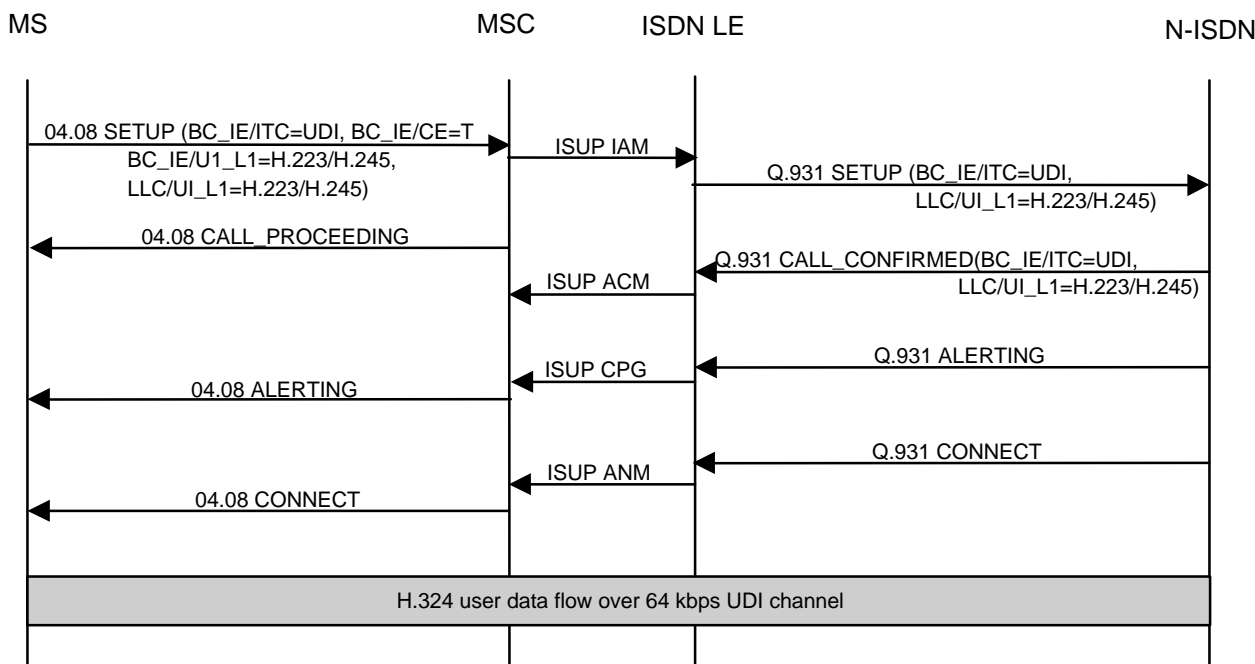 MS
MSC
ISDN LE
N-ISDN
04.08 SETUP (BC_IE/ITC=UDI, BC_IE/CE=T
BC_IE/U1_L1=H.223/H.245,
LLC/UI_L1=H.223/H.245)
ISUP IAM
Q.931 SETUP (BC_IE/ITC=UDI,
LLC/UI_L1=H.223/H.245)
04.08 CALL_PROCEEDING
Q.931 CALL_CONFIRMED(BC_IE/ITC=UDI,
LLC/UI_L1=H.223/H.245)
ISUP ACM
Q.931 ALERTING
ISUP CPG
04.08 ALERTING
Q.931 CONNECT
ISUP ANM
04.08 CONNECT
H.324 user data flow over 64 kbps UDI channel